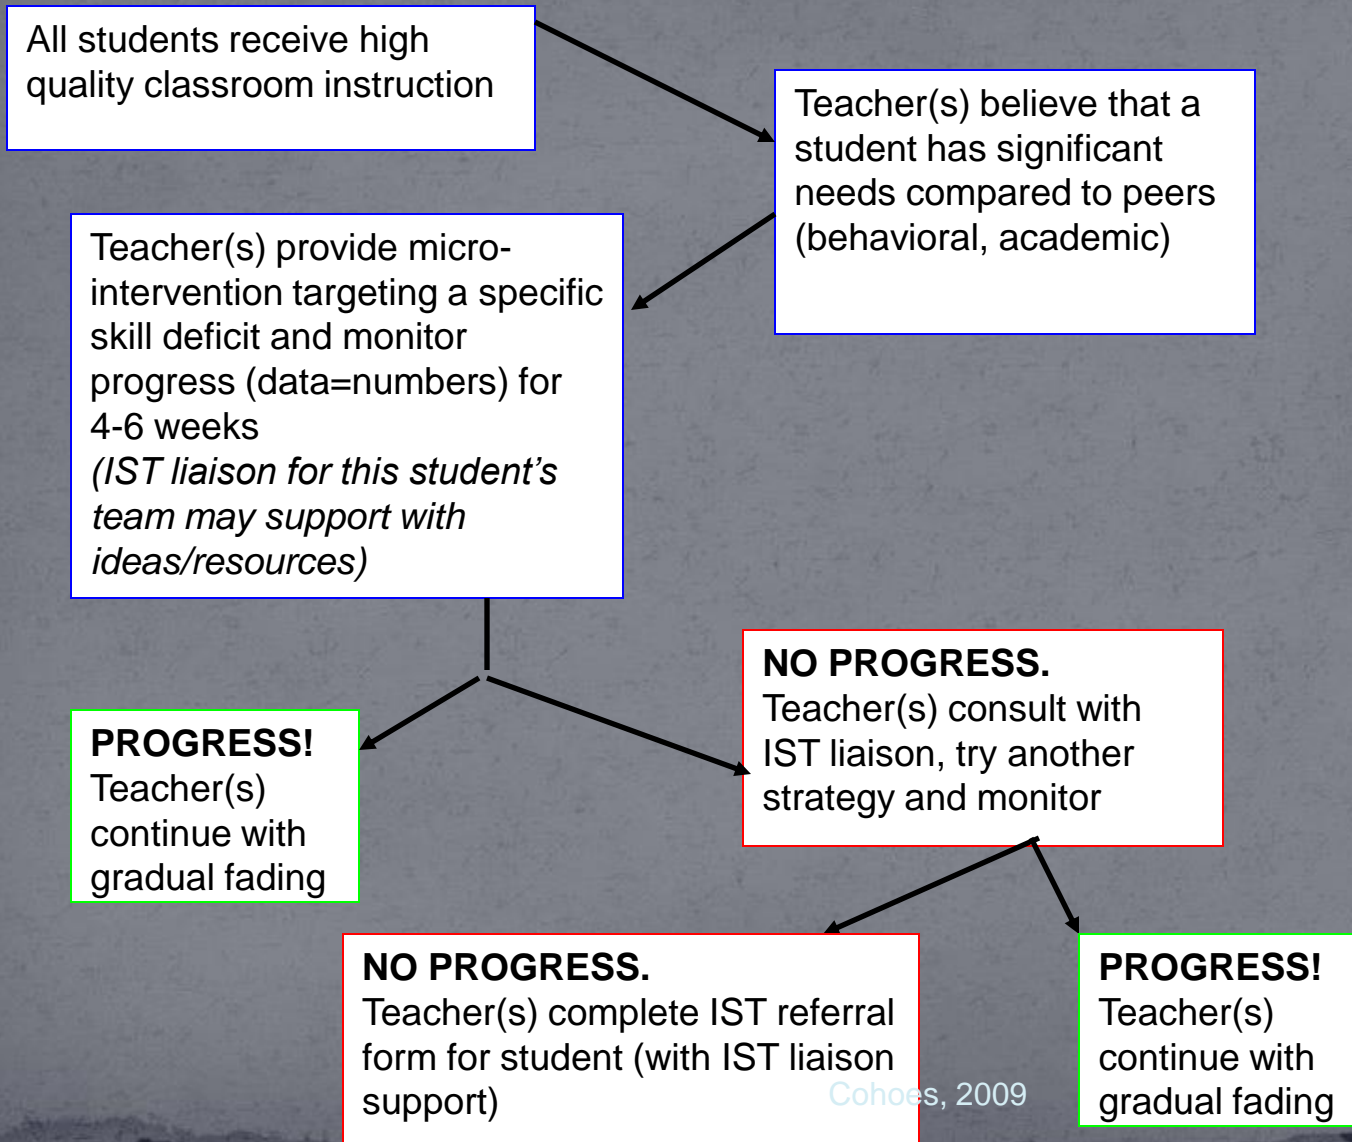 All students receive high
quality classroom instruction
Teacher(s) believe that a
student has significant
needs compared to peers
(behavioral, academic)
Teacher(s) provide micro-
intervention targeting a specific
skill deficit and monitor
progress (data=numbers) for
4-6 weeks
(IST liaison for this student’s
team may support with
ideas/resources)
NO PROGRESS.
Teacher(s) consult with
IST liaison, try another
strategy and monitor
PROGRESS!
Teacher(s)
continue with
gradual fading
NO PROGRESS.
Teacher(s) complete IST referral
form for student (with IST liaison
support)
PROGRESS!
Teacher(s)
continue with
gradual fading
Cohoes, 2009